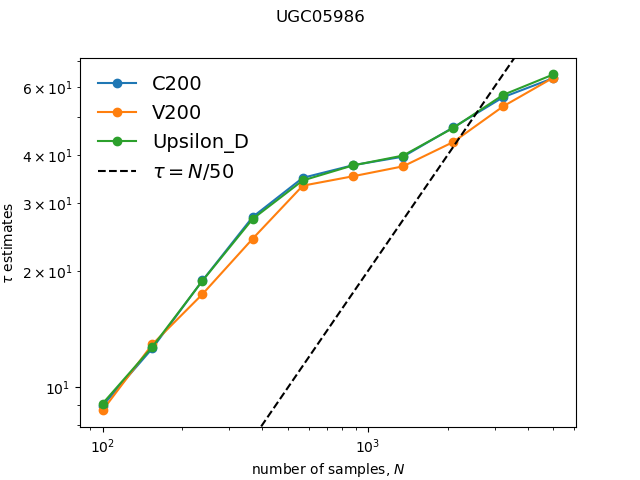 UGC05986
C200
V200
Upsilon_D
τ = N/50
6 × 10¹
4 × 10¹
3 × 10¹
2 × 10¹
10¹
τ estimates
10² 10³
number of samples, N